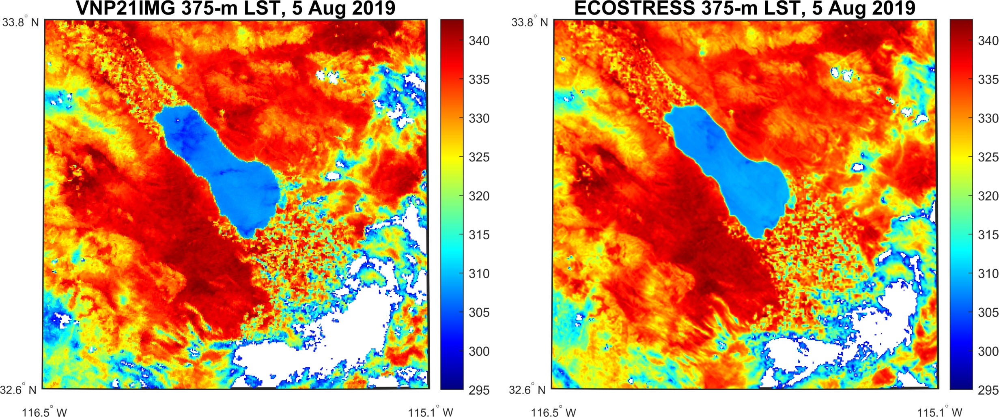 VNP21IMG 375-m LST, 5 Aug 2019
33.8° N
32.6° N
116.5° W
115.1° W
340
335
330
325
320
315
310
305
300
295
ECOSTRESS 375-m LST, 5 Aug 2019
33.8° N
32.6° N
116.5° W
115.1° W
340
335
330
325
320
315
310
305
300
295